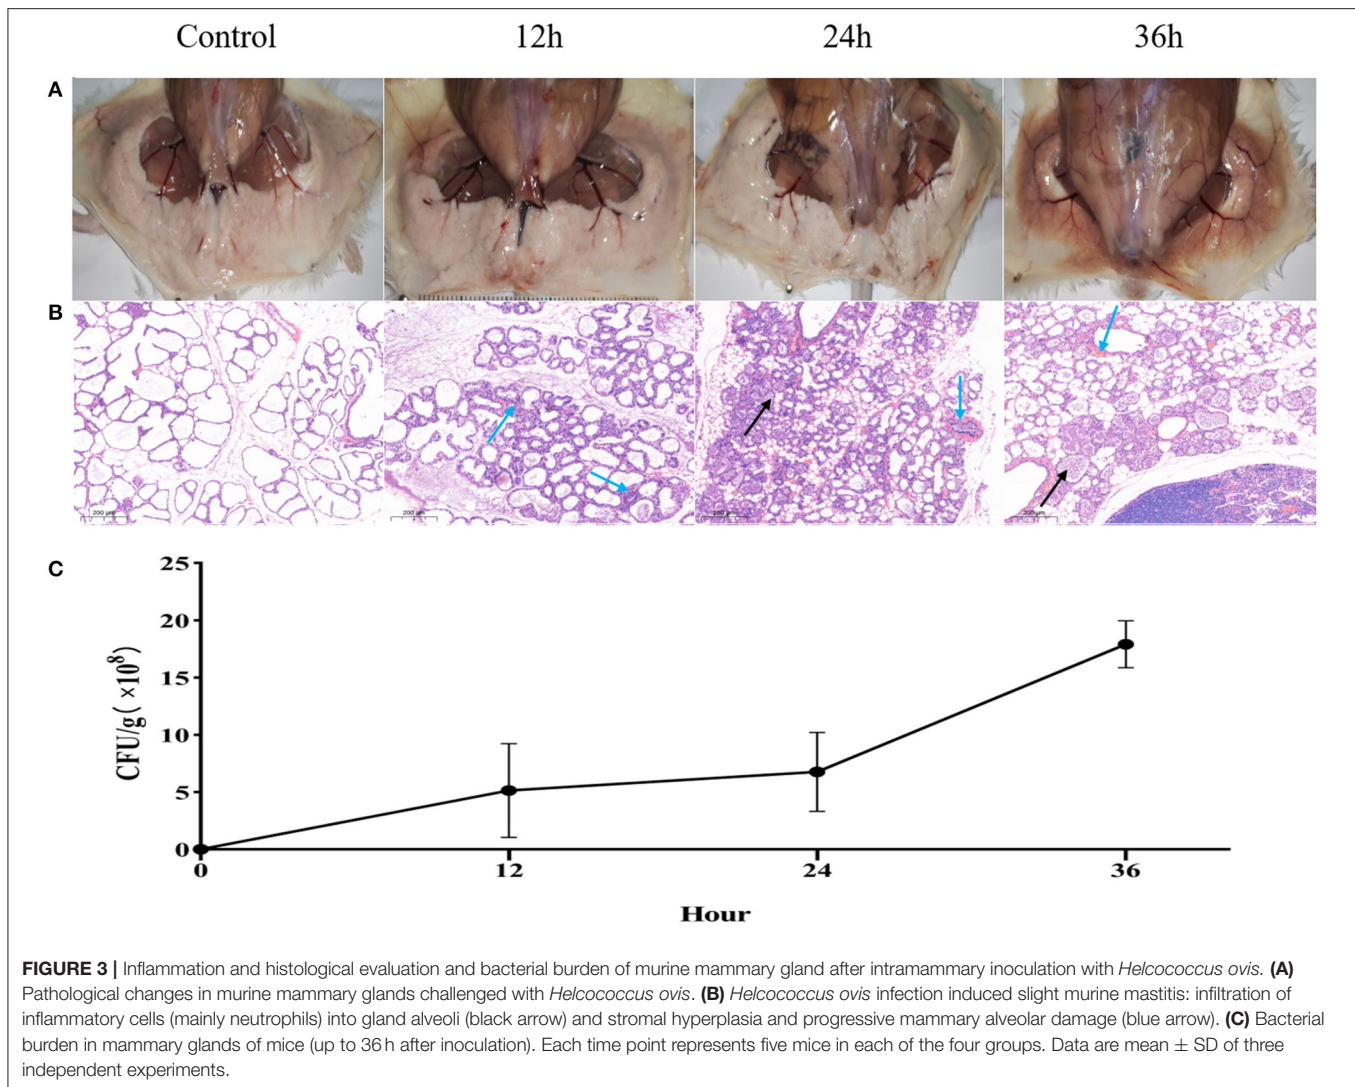 Control 12h 24h 36h
A
B
200 μm 200 μm 200 μm 200 μm
C
25
20
15
10
5
0
CFU/g( ×10⁸)
0 12 24 36
Hour
FIGURE 3 | Inflammation and histological evaluation and bacterial burden of murine mammary gland after intramammary inoculation with Helcococcus ovis. (A)
Pathological changes in murine mammary glands challenged with Helcococcus ovis. (B) Helcococcus ovis infection induced slight murine mastitis: infiltration of
inflammatory cells (mainly neutrophils) into gland alveoli (black arrow) and stromal hyperplasia and progressive mammary alveolar damage (blue arrow). (C) Bacterial
burden in mammary glands of mice (up to 36 h after inoculation). Each time point represents five mice in each of the four groups. Data are mean ± SD of three
independent experiments.